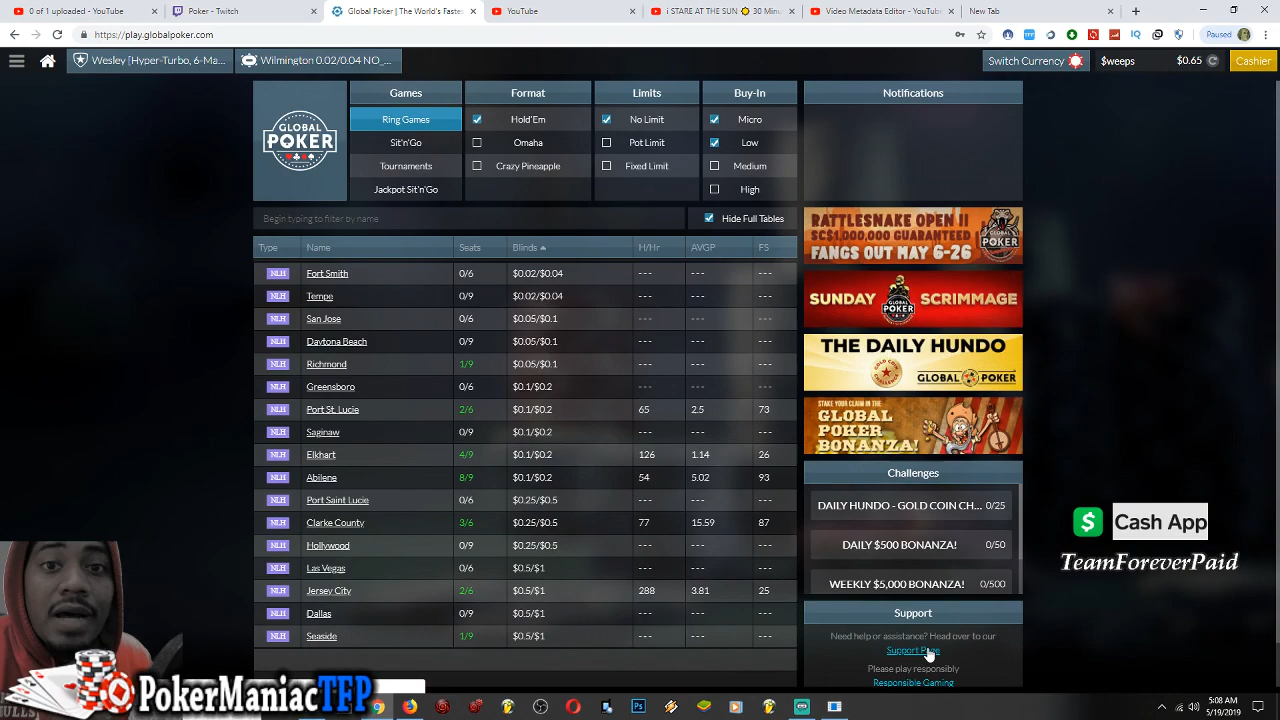 0 of 1 uploaded - YouTube
Poker - Twitch
Global Poker | The World's Fastes
YouTube
i STARE AT THE SUN 🌞 30 Minu
Video Metadata Editor - YouTube
New Tab
https://play.globalpoker.com
Paused
Wesley [Hyper-Turbo, 6-Ma...
Wilmington 0.02/0.04 NO_...
Switch Currency
$weeps
$0.65
Cashier
GLOBAL
POKER
Games
Format
Limits
Buy-In
Ring Games
Hold'Em
No Limit
Micro
Sit'n'Go
Omaha
Pot Limit
Low
Tournaments
Crazy Pineapple
Fixed Limit
Medium
Jackpot Sit'n'Go
High
Begin typing to filter by name
Hide Full Tables
Type Name Seats Blinds H/Hr AVGP FS
NLH Fort Smith 0/6 $0.02/$0.04 --- --- ---
NLH Tempe 0/9 $0.02/$0.04 --- --- ---
NLH San Jose 0/6 $0.05/$0.1 --- --- ---
NLH Daytona Beach 0/9 $0.05/$0.1 --- --- ---
NLH Richmond 1/9 $0.05/$0.1 --- --- ---
NLH Greensboro 0/6 $0.1/$0.2 --- --- ---
NLH Port St. Lucie 2/6 $0.1/$0.2 65 2.5 73
NLH Saginaw 0/9 $0.1/$0.2 --- --- ---
NLH Elkhart 4/9 $0.1/$0.2 126 1.16 26
NLH Abilene 8/9 $0.1/$0.2 54 5.02 93
NLH Port Saint Lucie 0/6 $0.25/$0.5 --- --- ---
NLH Clarke County 3/6 $0.25/$0.5 77 15.50 87
NLH Hollywood 0/9 $0.25/$0.5 --- --- ---
NLH Las Vegas 0/6 $0.5/$1 --- --- ---
NLH Jersey City 2/6 $0.5/$1 288 3.81 25
NLH Dallas 0/9 $0.5/$1 --- --- ---
NLH Seaside 1/9 $0.5/$1 --- --- ---
Notifications
RATTLESNAKE OPEN II
SC$1,000,000 GUARANTEED
FANGS OUT MAY 6-26
GLOBAL
POKER
SUNDAY SCRIMMAGE
GLOBAL
POKER
THE DAILY HUNDO
GLOBAL POKER
STAKE YOUR CLAIM IN THE
GLOBAL
POKER
BONANZA!
Challenges
DAILY HUNDO - GOLD COIN CH... 0/25
DAILY $500 BONANZA! 0/50
WEEKLY $5,000 BONANZA! 0/500
Support
Need help or assistance? Head over to our
Support Page
Please play responsibly
Responsible Gaming
Cash App
TeamForeverPaid
PokerManiacTFP
5:08 AM
5/19/2019